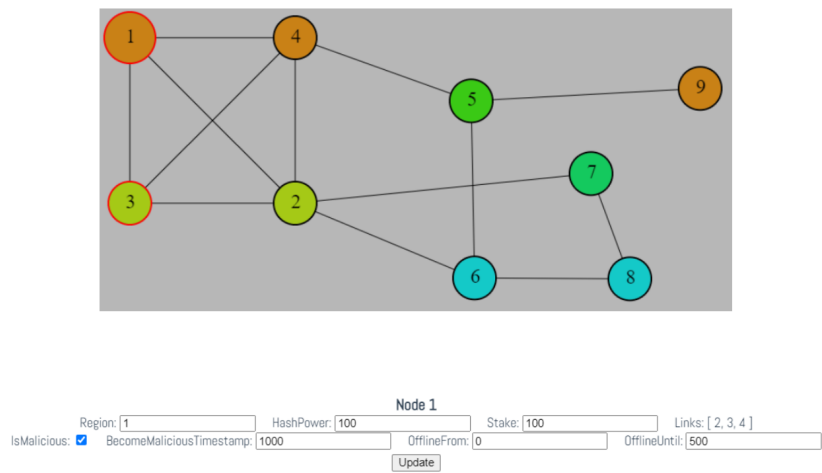 1
4
5
9
7
3
2
6
8
Node 1
Region: 1 HashPower: 100 Stake: 100 Links: [ 2, 3, 4 ]
IsMalicious: BecomeMaliciousTimestamp: 1000 OfflineFrom: 0 OfflineUntil: 500
Update